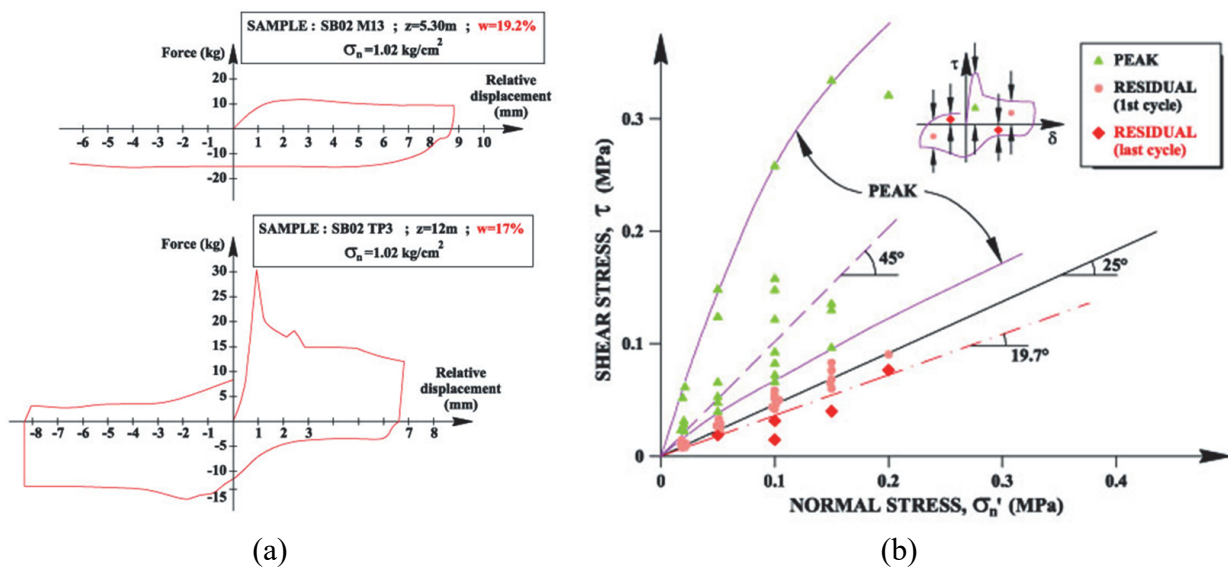 SAMPLE : SB02 M13 ; z=5.30m ; w=19.2%
σn =1.02 kg/cm2
Force (kg)
20
10
-10
-20
Relative
displacement
(mm)
-6 -5 -4 -3 -2 -1 1 2 3 4 5 6 7 8 9 10
SAMPLE : SB02 TP3 ; z=12m ; w=17%
σn =1.02 kg/cm2
Force (kg)
30
25
20
15
10
5
-5
-10
-15
Relative
displacement
(mm)
-8 -7 -6 -5 -4 -3 -2 -1 1 2 3 4 5 6 7 8
(a)
SHEAR STRESS, τ (MPa)
0.3
0.2
0.1
0
0 0.1 0.2 0.3 0.4
NORMAL STRESS, σn' (MPa)
τ
δ
PEAK
45°
25°
19.7°
PEAK
RESIDUAL
(1st cycle)
RESIDUAL
(last cycle)
(b)